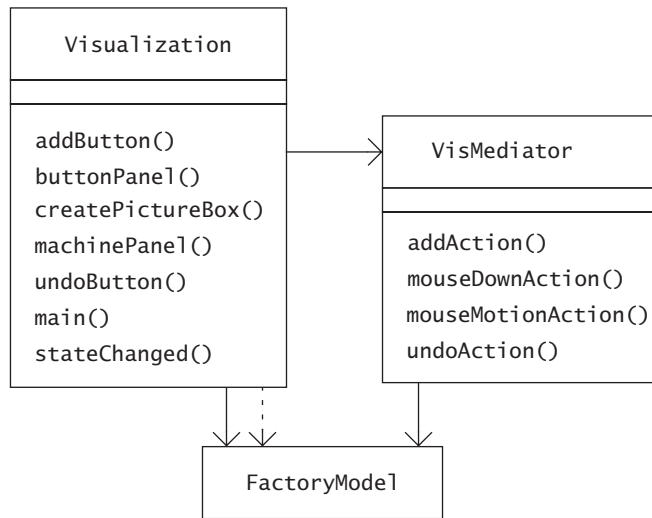 Visualization
addButton()
buttonPanel()
createPictureBox()
machinePanel()
undoButton()
main()
stateChanged()
VisMediator
addAction()
mouseDownAction()
mouseMotionAction()
undoAction()
FactoryModel